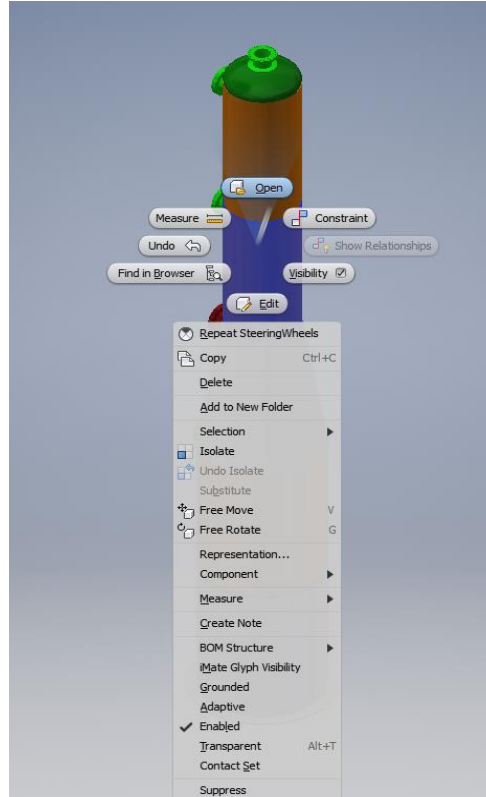 Open
Measure
Constraint
Undo
Show Relationships
Find in Browser
Visibility
Edit
Repeat SteeringWheels
Copy Ctrl+C
Delete
Add to New Folder
Selection
Isolate
Undo Isolate
Substitute
Free Move V
Free Rotate G
Representation...
Component
Measure
Create Note
BOM Structure
iMate Glyph Visibility
Grounded
Adaptive
Enabled
Transparent Alt+T
Contact Set
Suppress